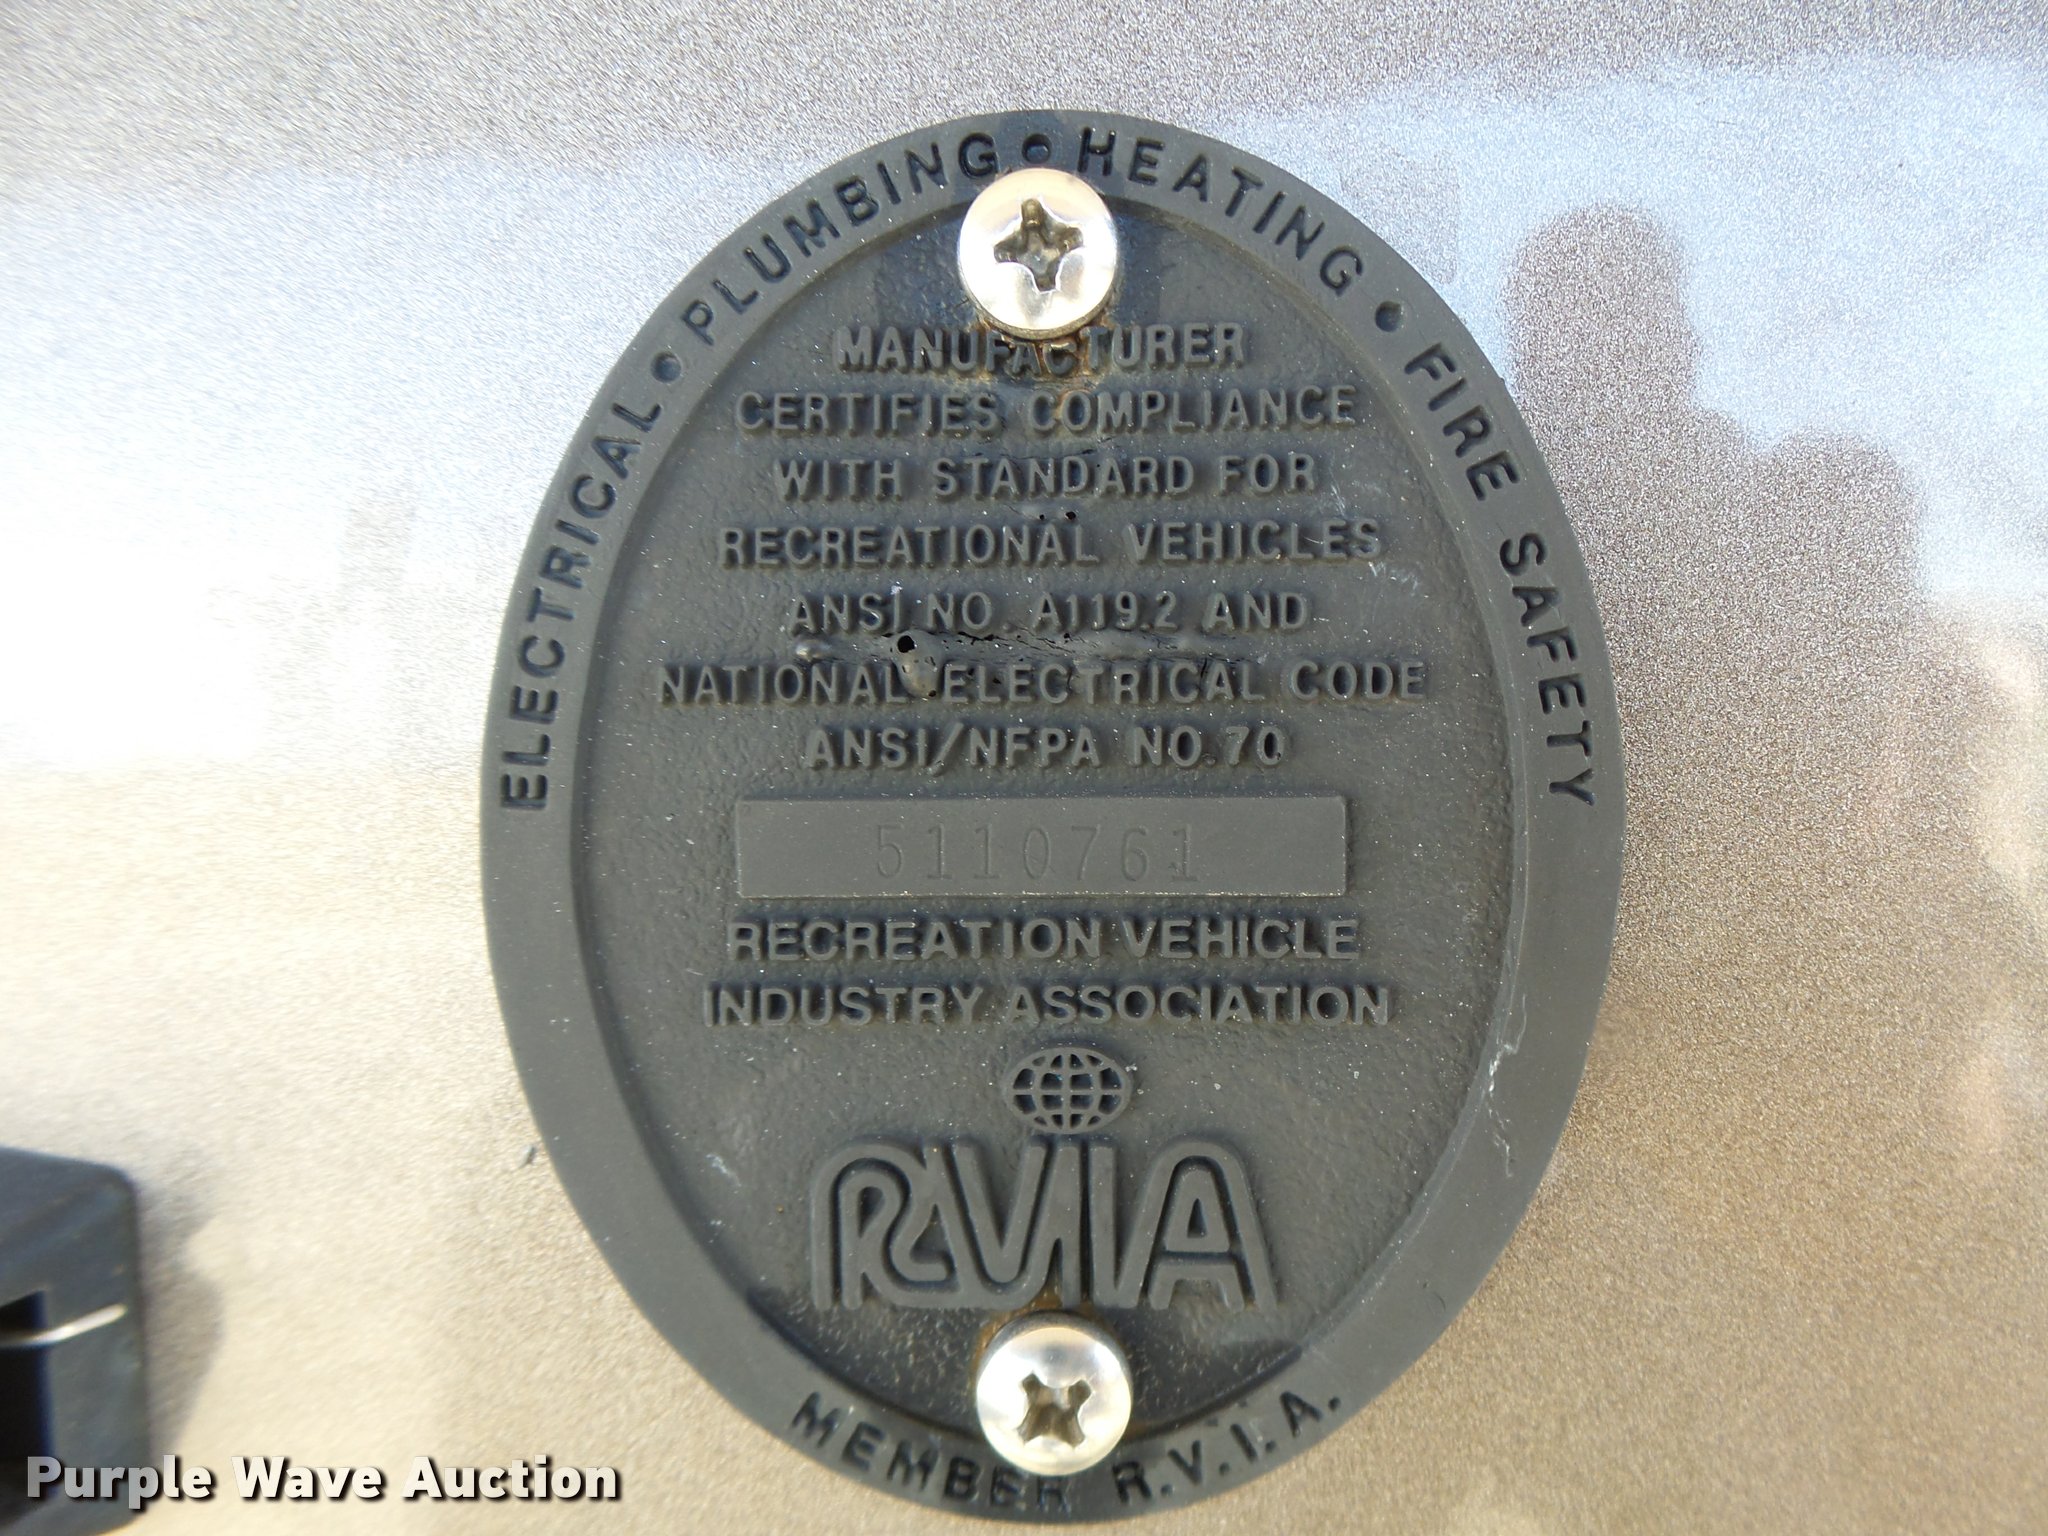 ELECTRICAL • PLUMBING • HEATING • FIRE SAFETY
MANUFACTURER
CERTIFIES COMPLIANCE
WITH STANDARD FOR
RECREATIONAL VEHICLES
ANSI NO. A119.2 AND
NATIONAL ELECTRICAL CODE
ANSI/NFPA NO. 70
5110761
RECREATION VEHICLE
INDUSTRY ASSOCIATION
RVIA
MEMBER R.V.I.A.
Purple Wave Auction